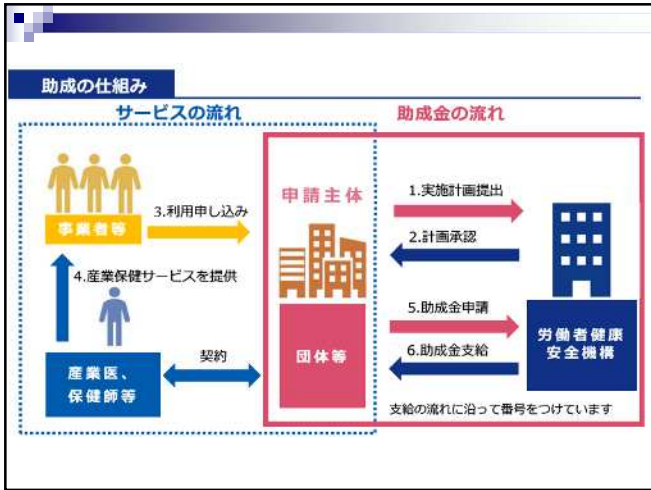 助成の仕組み
サービスの流れ
助成金の流れ
事業者等
3.利用申し込み
4.産業保健サービスを提供
産業医、
保健師等
契約
申請主体
団体等
1.実施計画提出
2.計画承認
5.助成金申請
6.助成金支給
労働者健康
安全機構
支給の流れに沿って番号をつけています